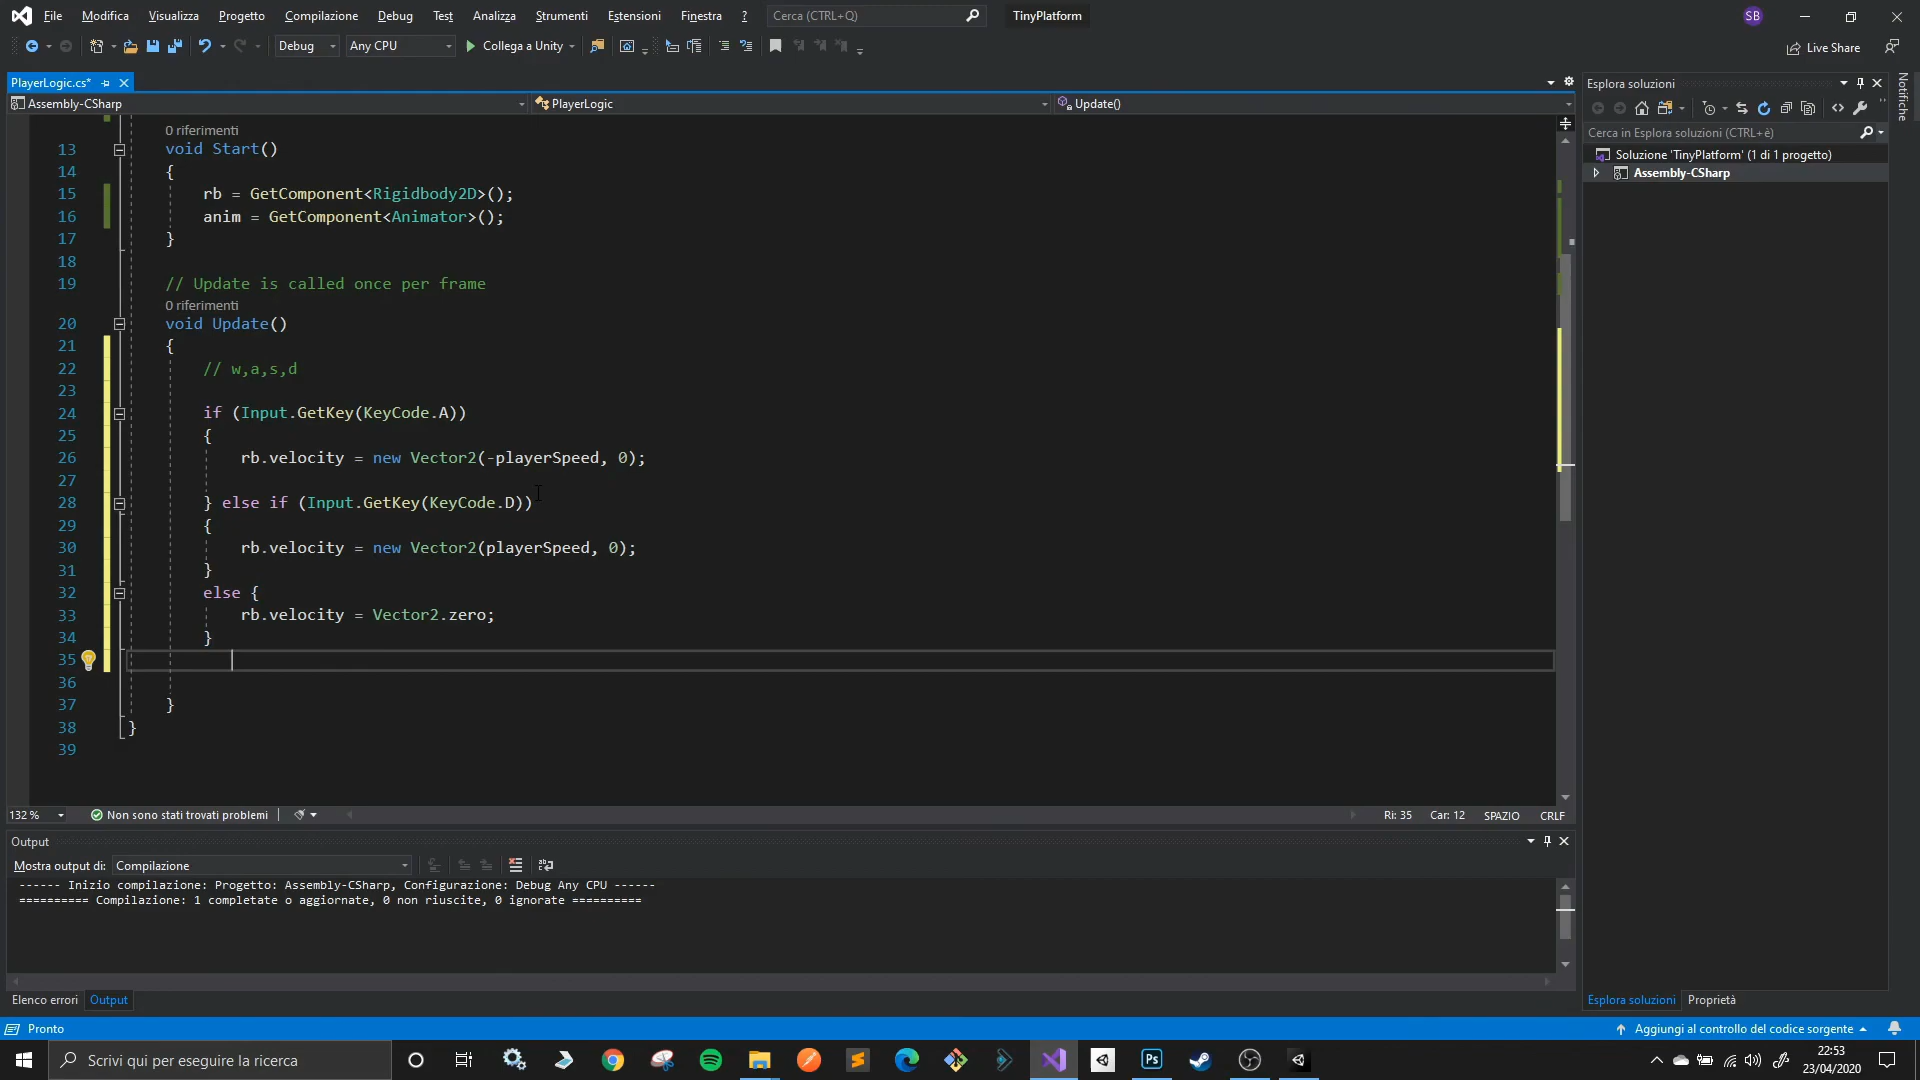 File Modifica Visualizza Progetto Compilazione Debug Test Analizza Strumenti Estensioni Finestra ? Cerca (CTRL+Q) TinyPlatform SB
Debug Any CPU Collega a Unity Live Share
PlayerLogic.cs*
Assembly-CSharp PlayerLogic Update()
0 riferimenti
13 void Start()
14 {
15 rb = GetComponent<Rigidbody2D>();
16 anim = GetComponent<Animator>();
17 }
18
19 // Update is called once per frame
0 riferimenti
20 void Update()
21 {
22 // w,a,s,d
23
24 if (Input.GetKey(KeyCode.A))
25 {
26 rb.velocity = new Vector2(-playerSpeed, 0);
27
28 } else if (Input.GetKey(KeyCode.D))
29 {
30 rb.velocity = new Vector2(playerSpeed, 0);
31 }
32 else {
33 rb.velocity = Vector2.zero;
34 }
35
36
37 }
38 }
39
132 % Non sono stati trovati problemi Ri: 35 Car: 12 SPAZIO CRLF
Output
Mostra output di: Compilazione
------ Inizio compilazione: Progetto: Assembly-CSharp, Configurazione: Debug Any CPU ------
========== Compilazione: 1 completate o aggiornate, 0 non riuscite, 0 ignorate ==========
Elenco errori Output
Esplora soluzioni
Cerca in Esplora soluzioni (CTRL+è)
Soluzione 'TinyPlatform' (1 di 1 progetto)
Assembly-CSharp
Esplora soluzioni Proprietà
Notifiche
Pronto Aggiungi al controllo del codice sorgente
Scrivi qui per eseguire la ricerca
Ps
22:53
23/04/2020